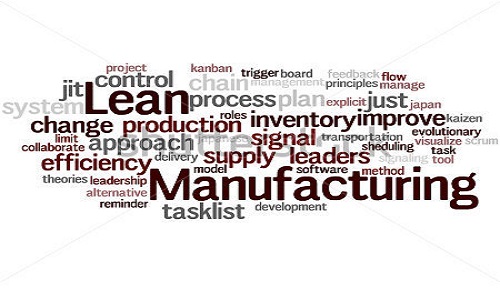 project kanban trigger board feedback flow
jit control chain management principles manage
system Lean process plan explicit just japan
change production roles inventory improve kaizen
limit collaborate approach signal transportation evolutionary
delivery sheduling visualize scrum
efficiency supply leaders signaling task tool
theories leadership model software method
alternative Manufacturing
reminder tasklist development